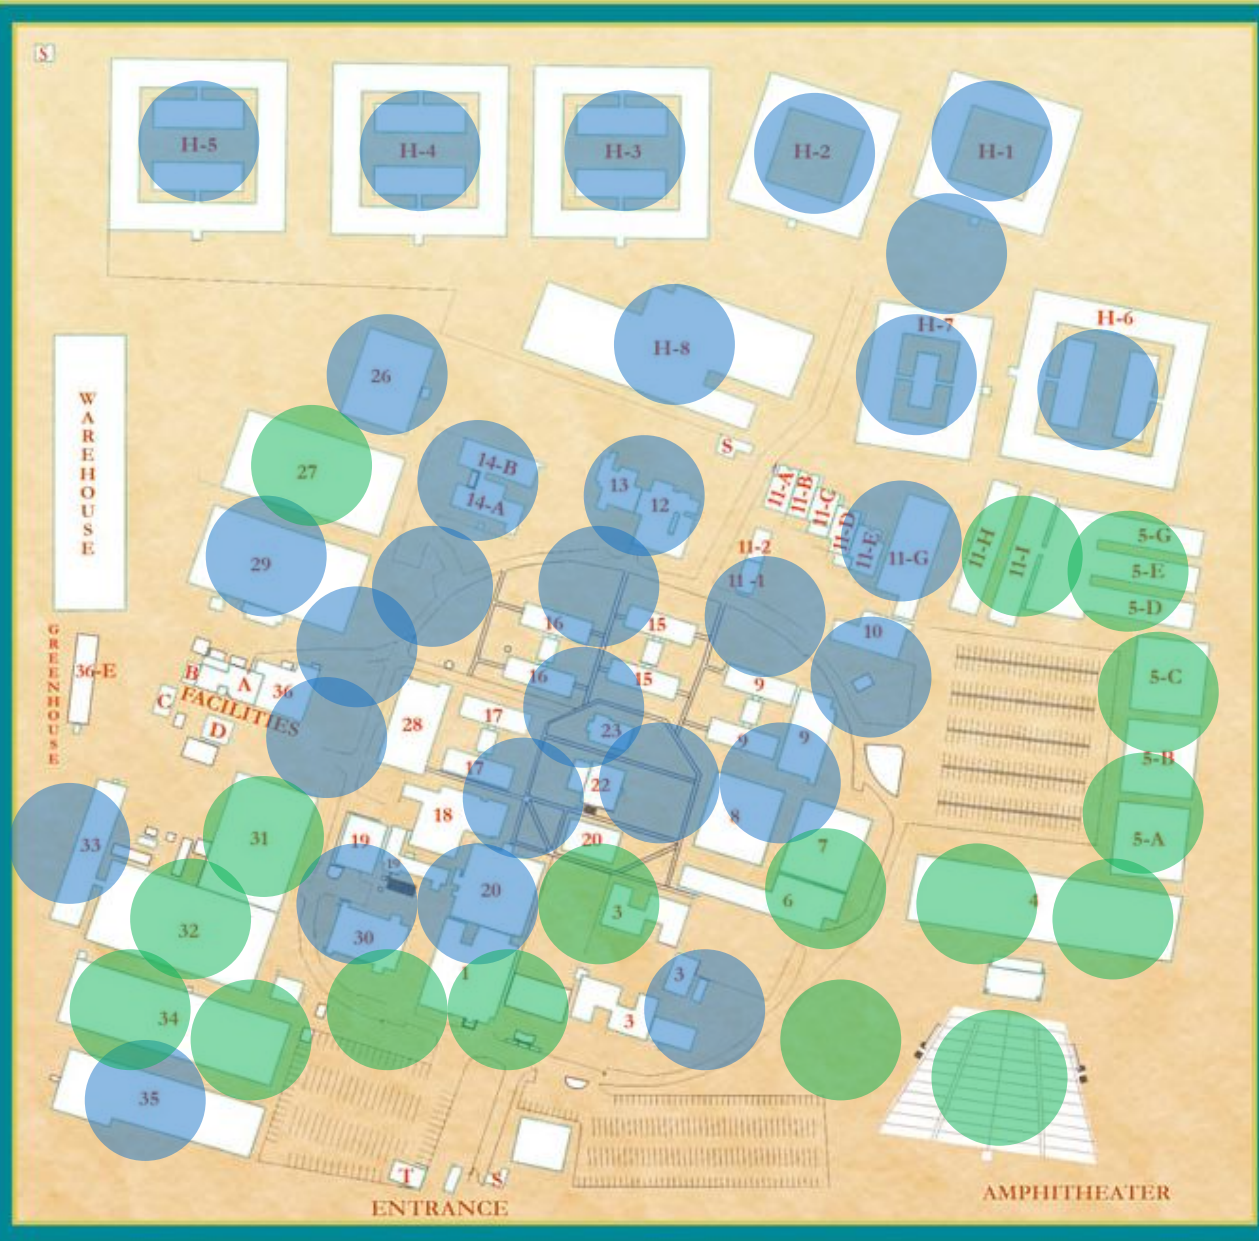 S
H-5
H-4
H-3
H-2
H-1
H-8
H-7
H-6
26
WAREHOUSE
27
14-B
14-A
13
12
S
11-A
11-B
11-C
11-D
11-E
11-G
11-H
11-I
5-G
5-E
5-D
29
11-2
11-1
16
15
10
GREENHOUSE
36-E
B
A
36
C
FACILITIES
D
16
15
9
5-C
28
17
23
9
9
17
22
5-B
33
31
19
18
20
8
7
5-A
19
20
32
30
3
6
4
1
3
34
3
35
T
S
ENTRANCE
AMPHITHEATER